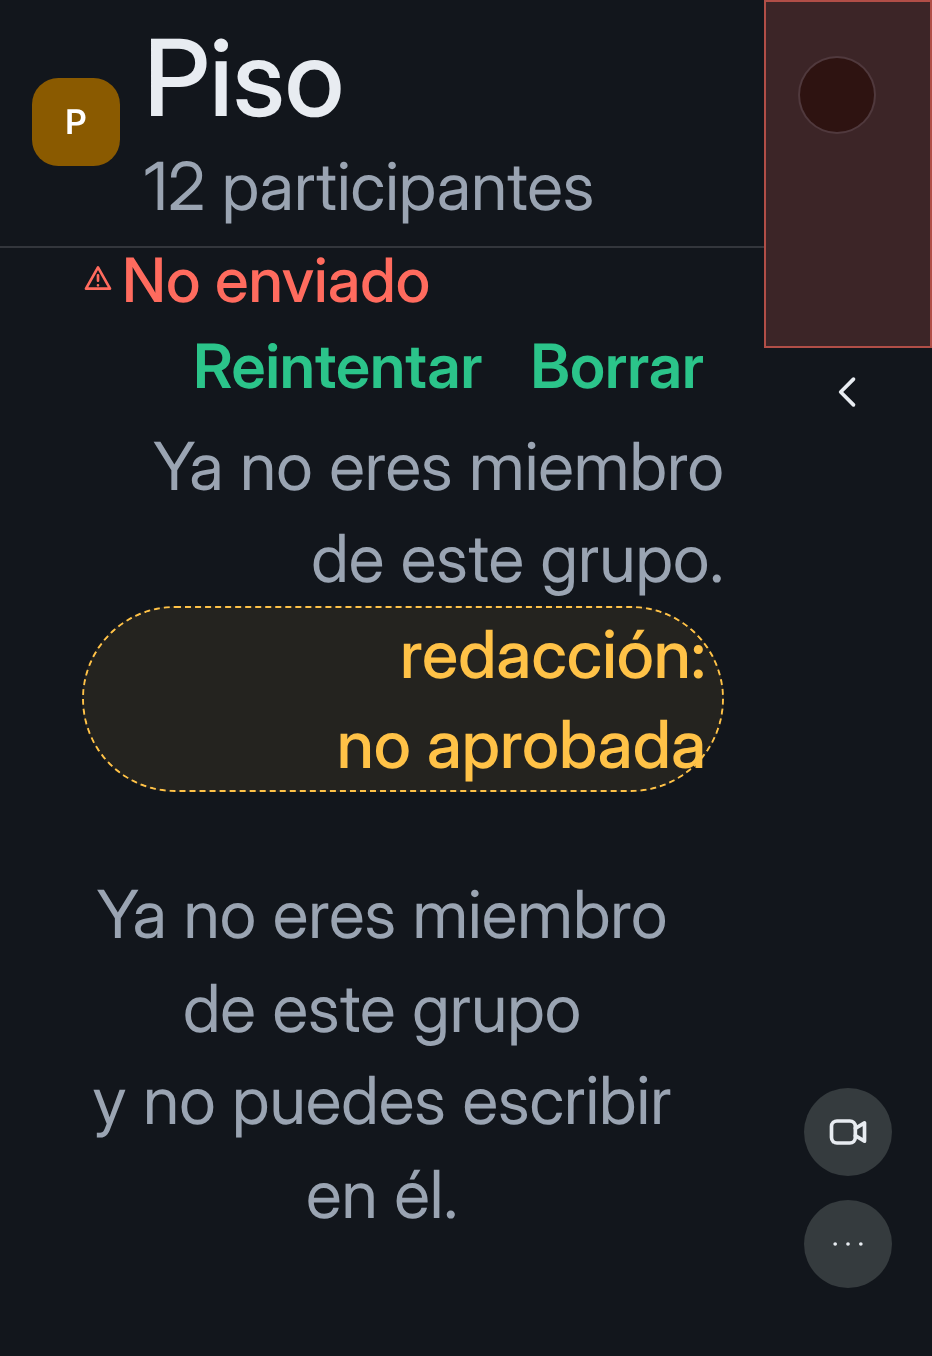 P
Piso
12 participantes
No enviado
Reintentar Borrar
Ya no eres miembro
de este grupo.
redacción:
no aprobada
Ya no eres miembro
de este grupo
y no puedes escribir
en él.